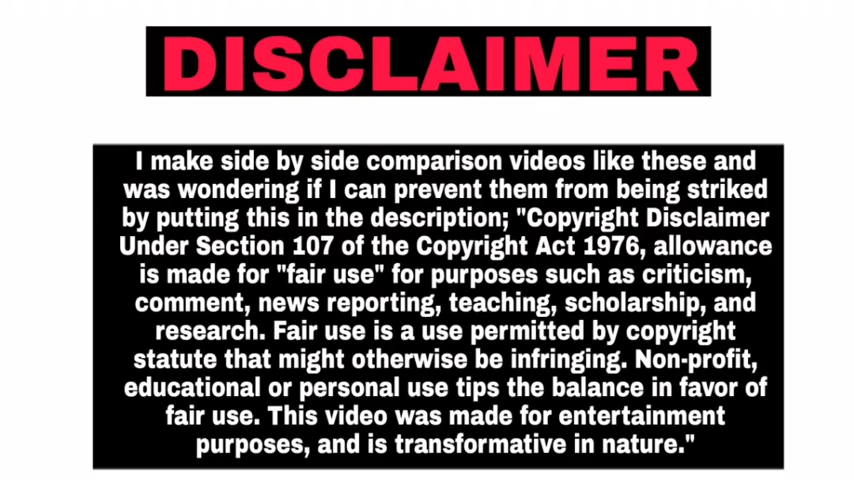 DISCLAIMER
I make side by side comparison videos like these and
was wondering if I can prevent them from being striked
by putting this in the description; "Copyright Disclaimer
Under Section 107 of the Copyright Act 1976, allowance
is made for "fair use" for purposes such as criticism,
comment, news reporting, teaching, scholarship, and
research. Fair use is a use permitted by copyright
statute that might otherwise be infringing. Non-profit,
educational or personal use tips the balance in favor of
fair use. This video was made for entertainment
purposes, and is transformative in nature."